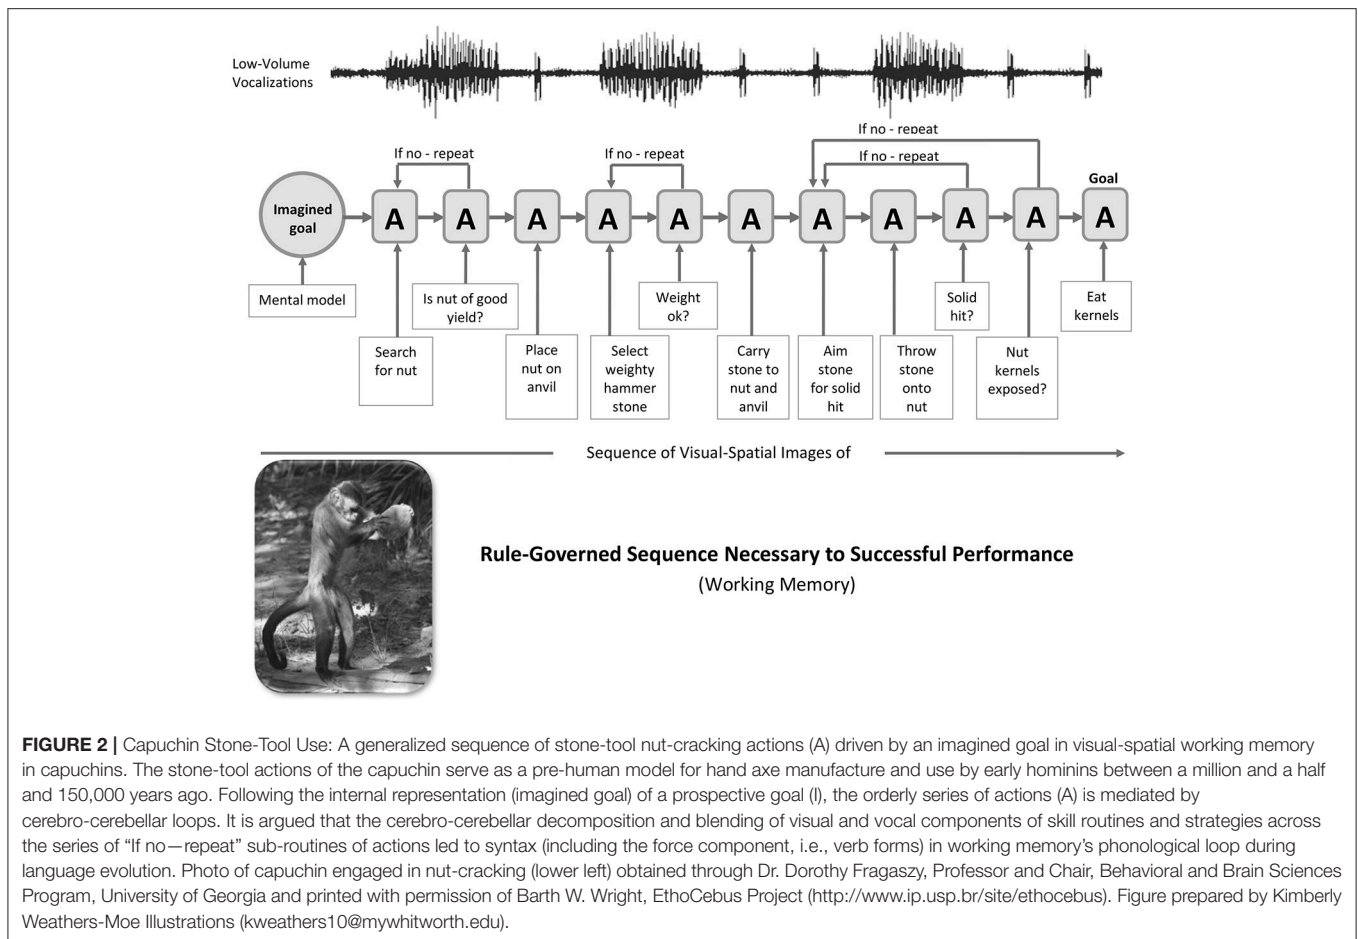 Low-Volume
Vocalizations
If no - repeat
If no - repeat
If no - repeat
If no - repeat
Goal
Imagined
goal
A
A
A
A
A
A
A
A
A
A
A
Mental model
Is nut of good
yield?
Weight
ok?
Solid
hit?
Eat
kernels
Search
for nut
Place
nut on
anvil
Select
weighty
hammer
stone
Carry
stone to
nut and
anvil
Aim
stone
for solid
hit
Throw
stone
onto
nut
Nut
kernels
exposed?
Sequence of Visual-Spatial Images of
Rule-Governed Sequence Necessary to Successful Performance
(Working Memory)
FIGURE 2 | Capuchin Stone-Tool Use: A generalized sequence of stone-tool nut-cracking actions (A) driven by an imagined goal in visual-spatial working memory
in capuchins. The stone-tool actions of the capuchin serve as a pre-human model for hand axe manufacture and use by early hominins between a million and a half
and 150,000 years ago. Following the internal representation (imagined goal) of a prospective goal (I), the orderly series of actions (A) is mediated by
cerebro-cerebellar loops. It is argued that the cerebro-cerebellar decomposition and blending of visual and vocal components of skill routines and strategies across
the series of “If no—repeat” sub-routines of actions led to syntax (including the force component, i.e., verb forms) in working memory’s phonological loop during
language evolution. Photo of capuchin engaged in nut-cracking (lower left) obtained through Dr. Dorothy Fragaszy, Professor and Chair, Behavioral and Brain Sciences
Program, University of Georgia and printed with permission of Barth W. Wright, EthoCebus Project (http://www.ip.usp.br/site/ethocebus). Figure prepared by Kimberly
Weathers-Moe Illustrations (kweathers10@mywhitworth.edu).